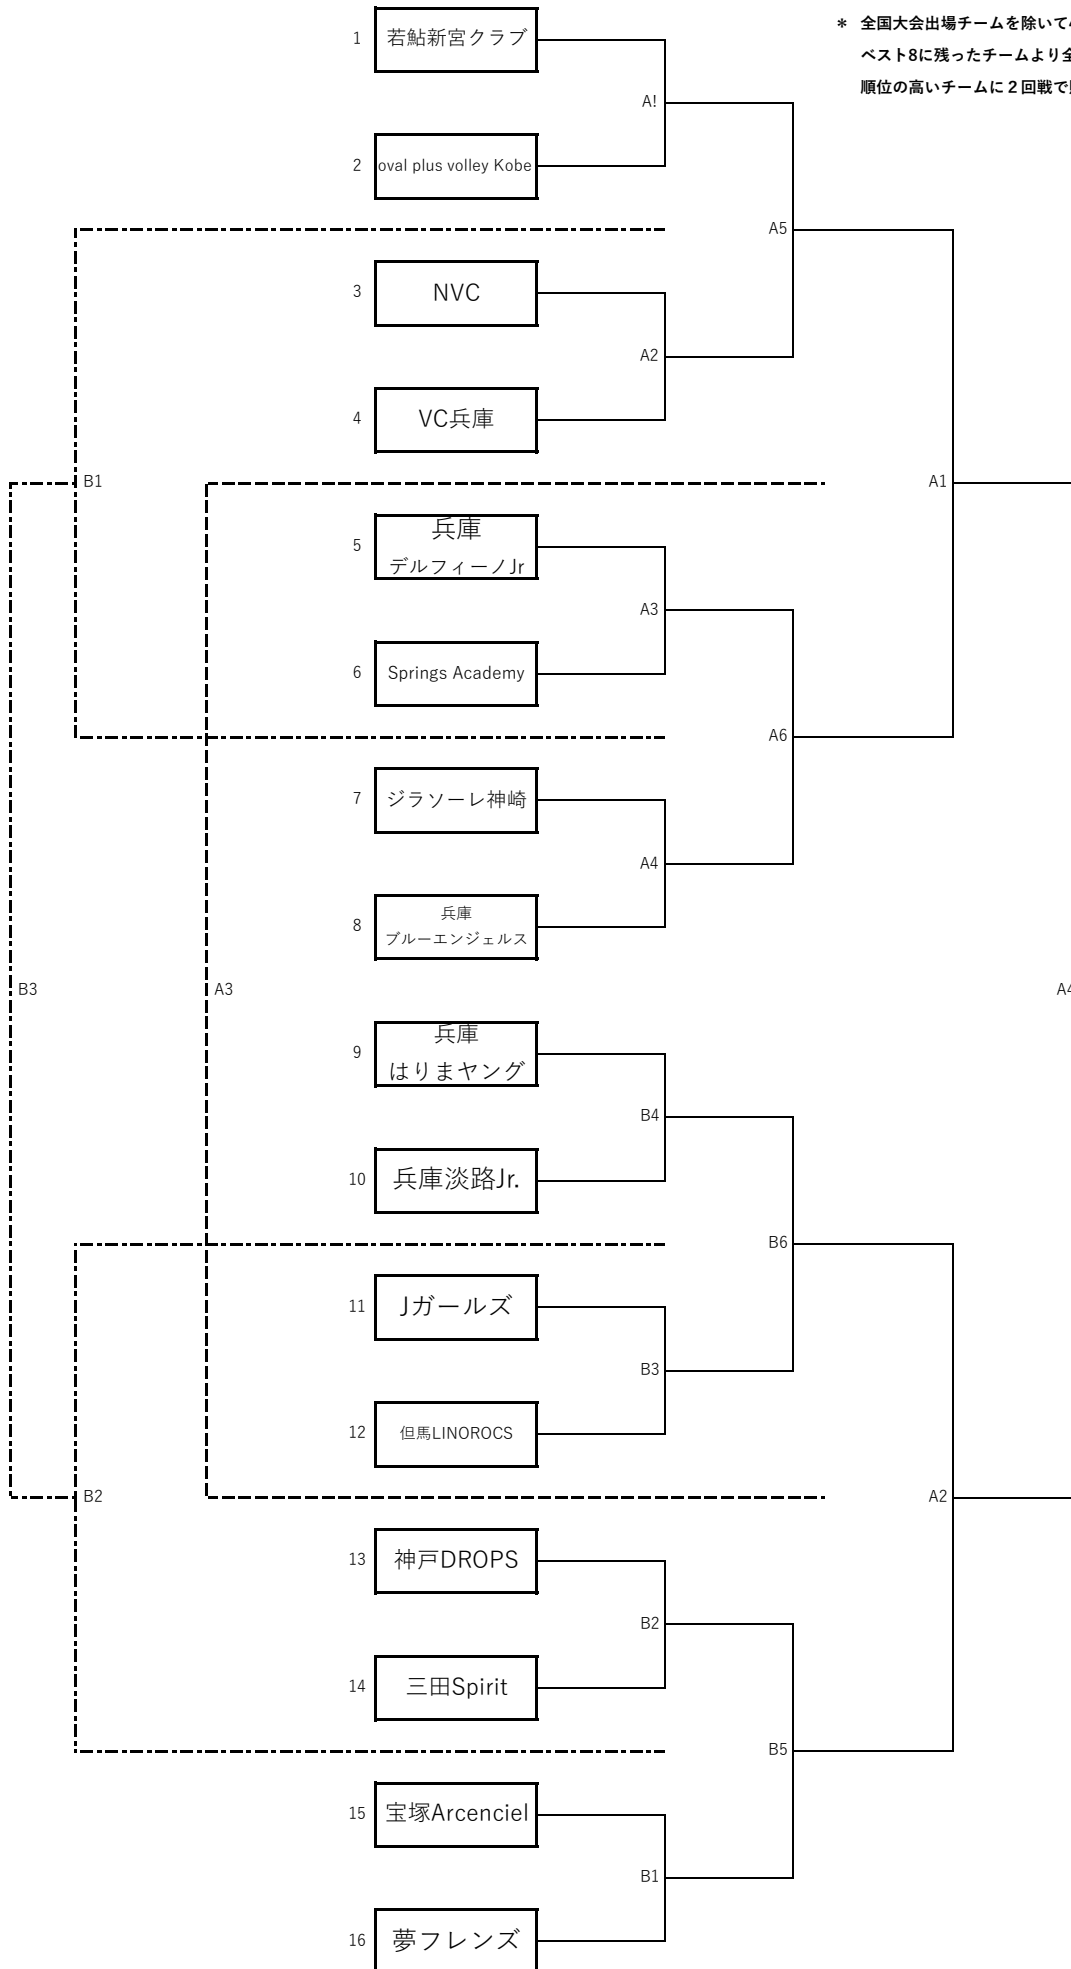 ＊ 全国大会出場チームを除いて
ベスト8に残ったチームより全
順位の高いチームに２回戦で
1 若鮎新宮クラブ
A!
2 oval plus volley Kobe
A5
3 NVC
A2
4 VC兵庫
B1
A1
5 兵庫
デルフィーノJr
A3
6 Springs Academy
A6
7 ジラソーレ神崎
A4
8 兵庫
ブルーエンジェルス
B3 A3 A4
9 兵庫
はりまヤング
B4
10 兵庫淡路Jr.
B6
11 Jガールズ
B3
12 但馬LINOROCS
B2
A2
13 神戸DROPS
B2
14 三田Spirit
B5
15 宝塚Arcenciel
B1
16 夢フレンズ